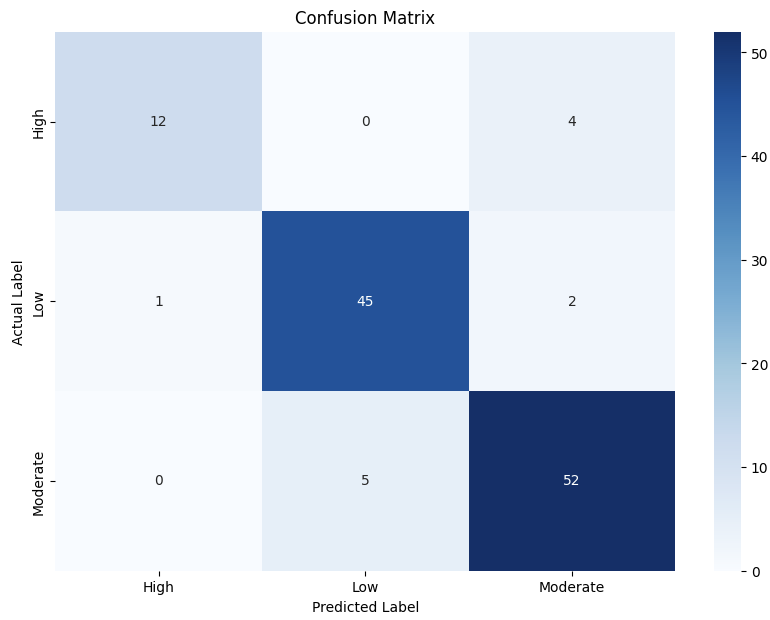 Confusion Matrix
High
12
0
4
Low
1
45
2
Moderate
0
5
52
Actual Label
High
Low
Moderate
Predicted Label
50
40
30
20
10
0